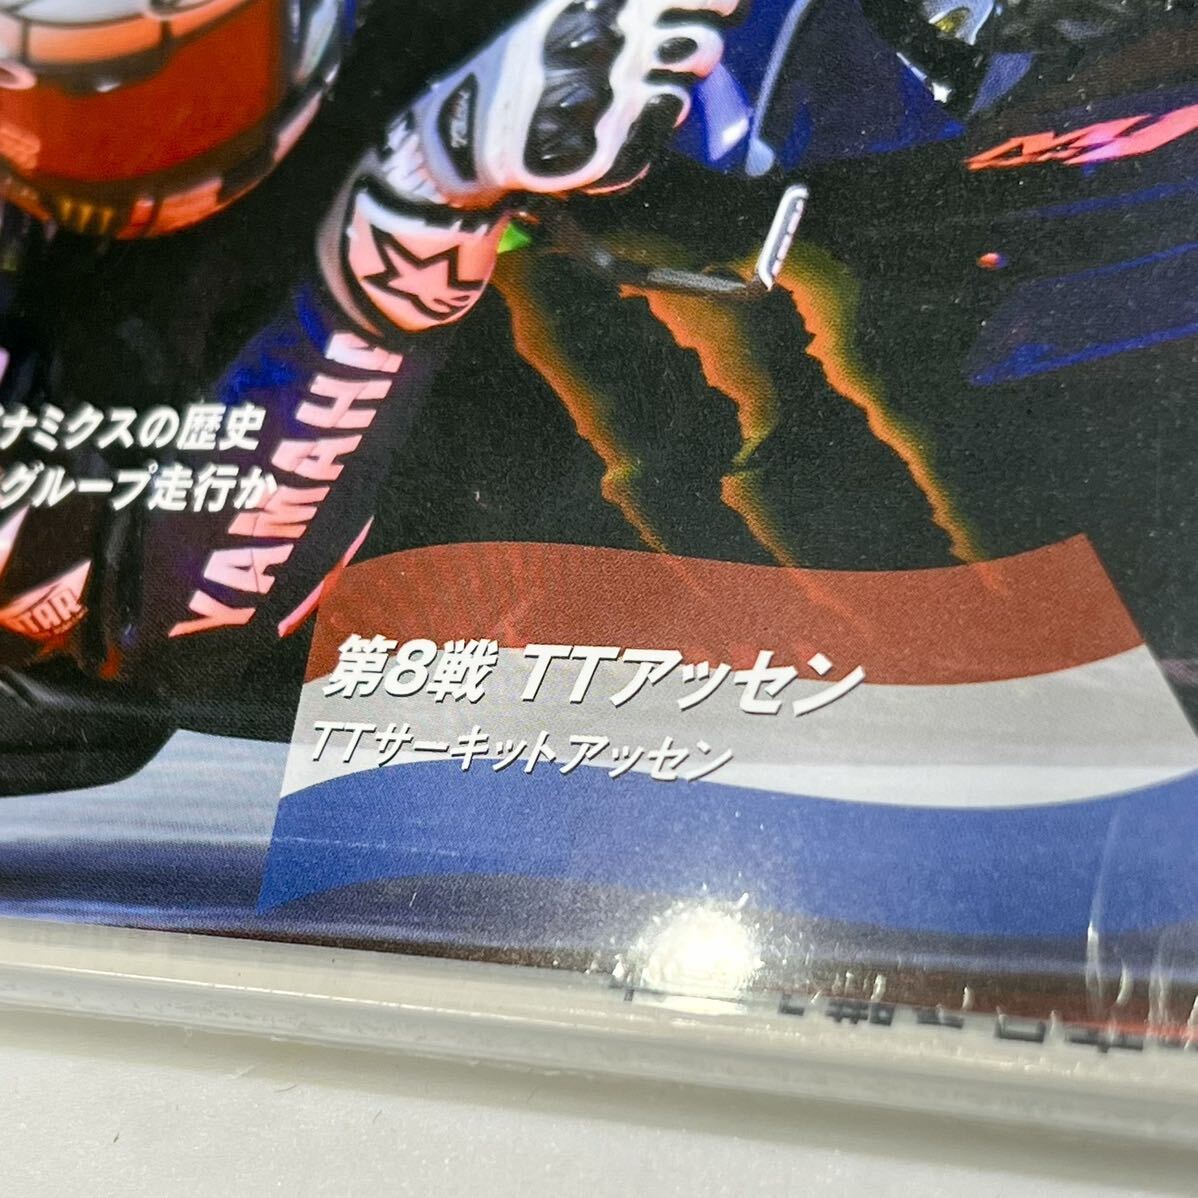 ナミクスの歴史
グループ走行か
YAMAHA
TAR
第8戦 TTアッセン
TTサーキットアッセン